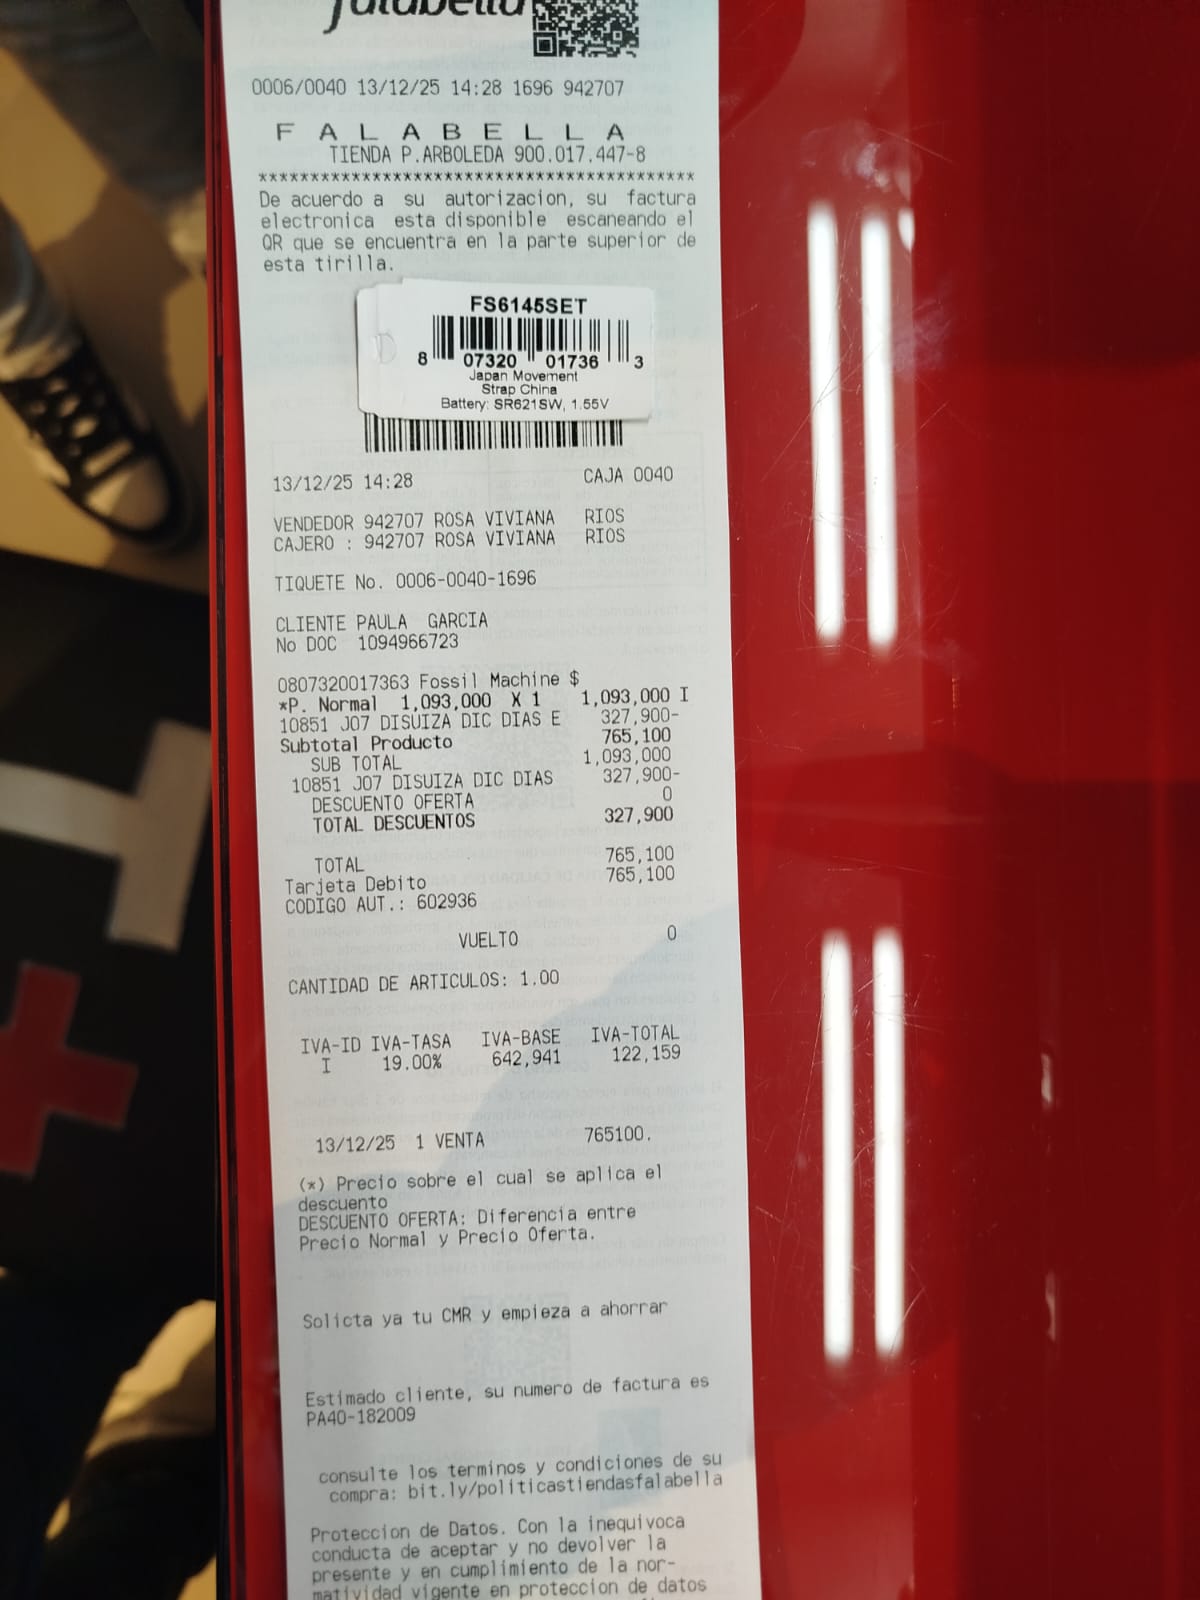 falabella
0006/0040 13/12/25 14:28 1696 942707
F A L A B E L L A
TIENDA P.ARBOLEDA 900.017.447-8
******************************************
De acuerdo a su autorizacion, su factura
electronica esta disponible escaneando el
QR que se encuentra en la parte superior de
esta tirilla.
FS6145SET
8 07320 01736 3
Japan Movement
Strap China
Battery: SR621SW, 1.55V
13/12/25 14:28 CAJA 0040
VENDEDOR 942707 ROSA VIVIANA RIOS
CAJERO : 942707 ROSA VIVIANA RIOS
TIQUETE No. 0006-0040-1696
CLIENTE PAULA GARCIA
No DOC 1094966723
0807320017363 Fossil Machine $
*P. Normal 1,093,000 X 1 1,093,000 I
10851 J07 DISUIZA DIC DIAS E 327,900-
Subtotal Producto 765,100
SUB TOTAL 1,093,000
10851 J07 DISUIZA DIC DIAS 327,900-
DESCUENTO OFERTA 0
TOTAL DESCUENTOS 327,900
TOTAL 765,100
Tarjeta Debito 765,100
CODIGO AUT.: 602936
VUELTO 0
CANTIDAD DE ARTICULOS: 1.00
IVA-ID IVA-TASA IVA-BASE IVA-TOTAL
I 19.00% 642,941 122,159
13/12/25 1 VENTA 765100.
(*) Precio sobre el cual se aplica el
descuento
DESCUENTO OFERTA: Diferencia entre
Precio Normal y Precio Oferta.
Solicta ya tu CMR y empieza a ahorrar
Estimado cliente, su numero de factura es
PA40-182009
consulte los terminos y condiciones de su
compra: bit.ly/politicastiendasfalabella
Proteccion de Datos. Con la inequivoca
conducta de aceptar y no devolver la
presente y en cumplimiento de la nor-
matividad vigente en proteccion de datos